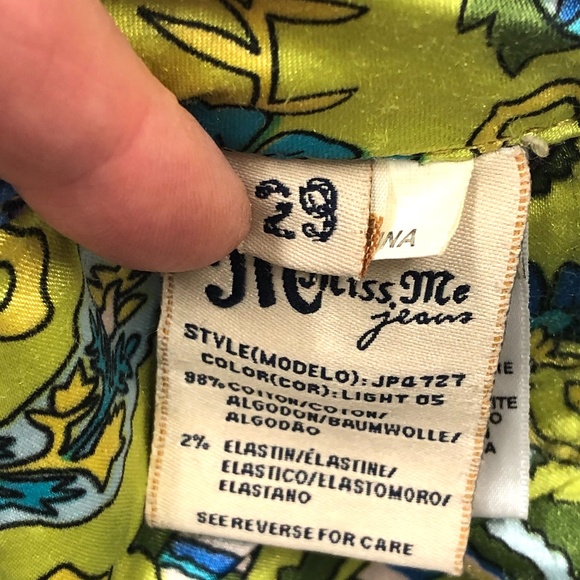 29
Miss Me
jeans
STYLE(MODELO): JP4727
COLOR(COR): LIGHT 05
98% COTTON/COTON/
ALGODON/BAUMWOLLE/
ALGODÃO
2% ELASTIN/ÉLASTINE/
ELASTICO/ELASTOMORO/
ELASTANO
SEE REVERSE FOR CARE